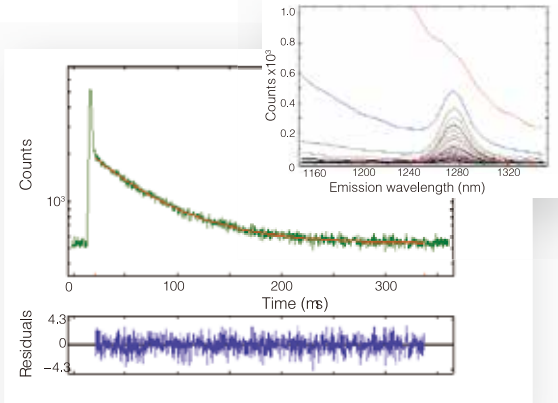 1.0
0.8
0.6
0.4
0.2
0
Counts x10³
1160 1200 1240 1280 1320
Emission wavelength (nm)
Counts
10³
0 100 200 300
Time (ms)
Residuals
4.3
0
−4.3